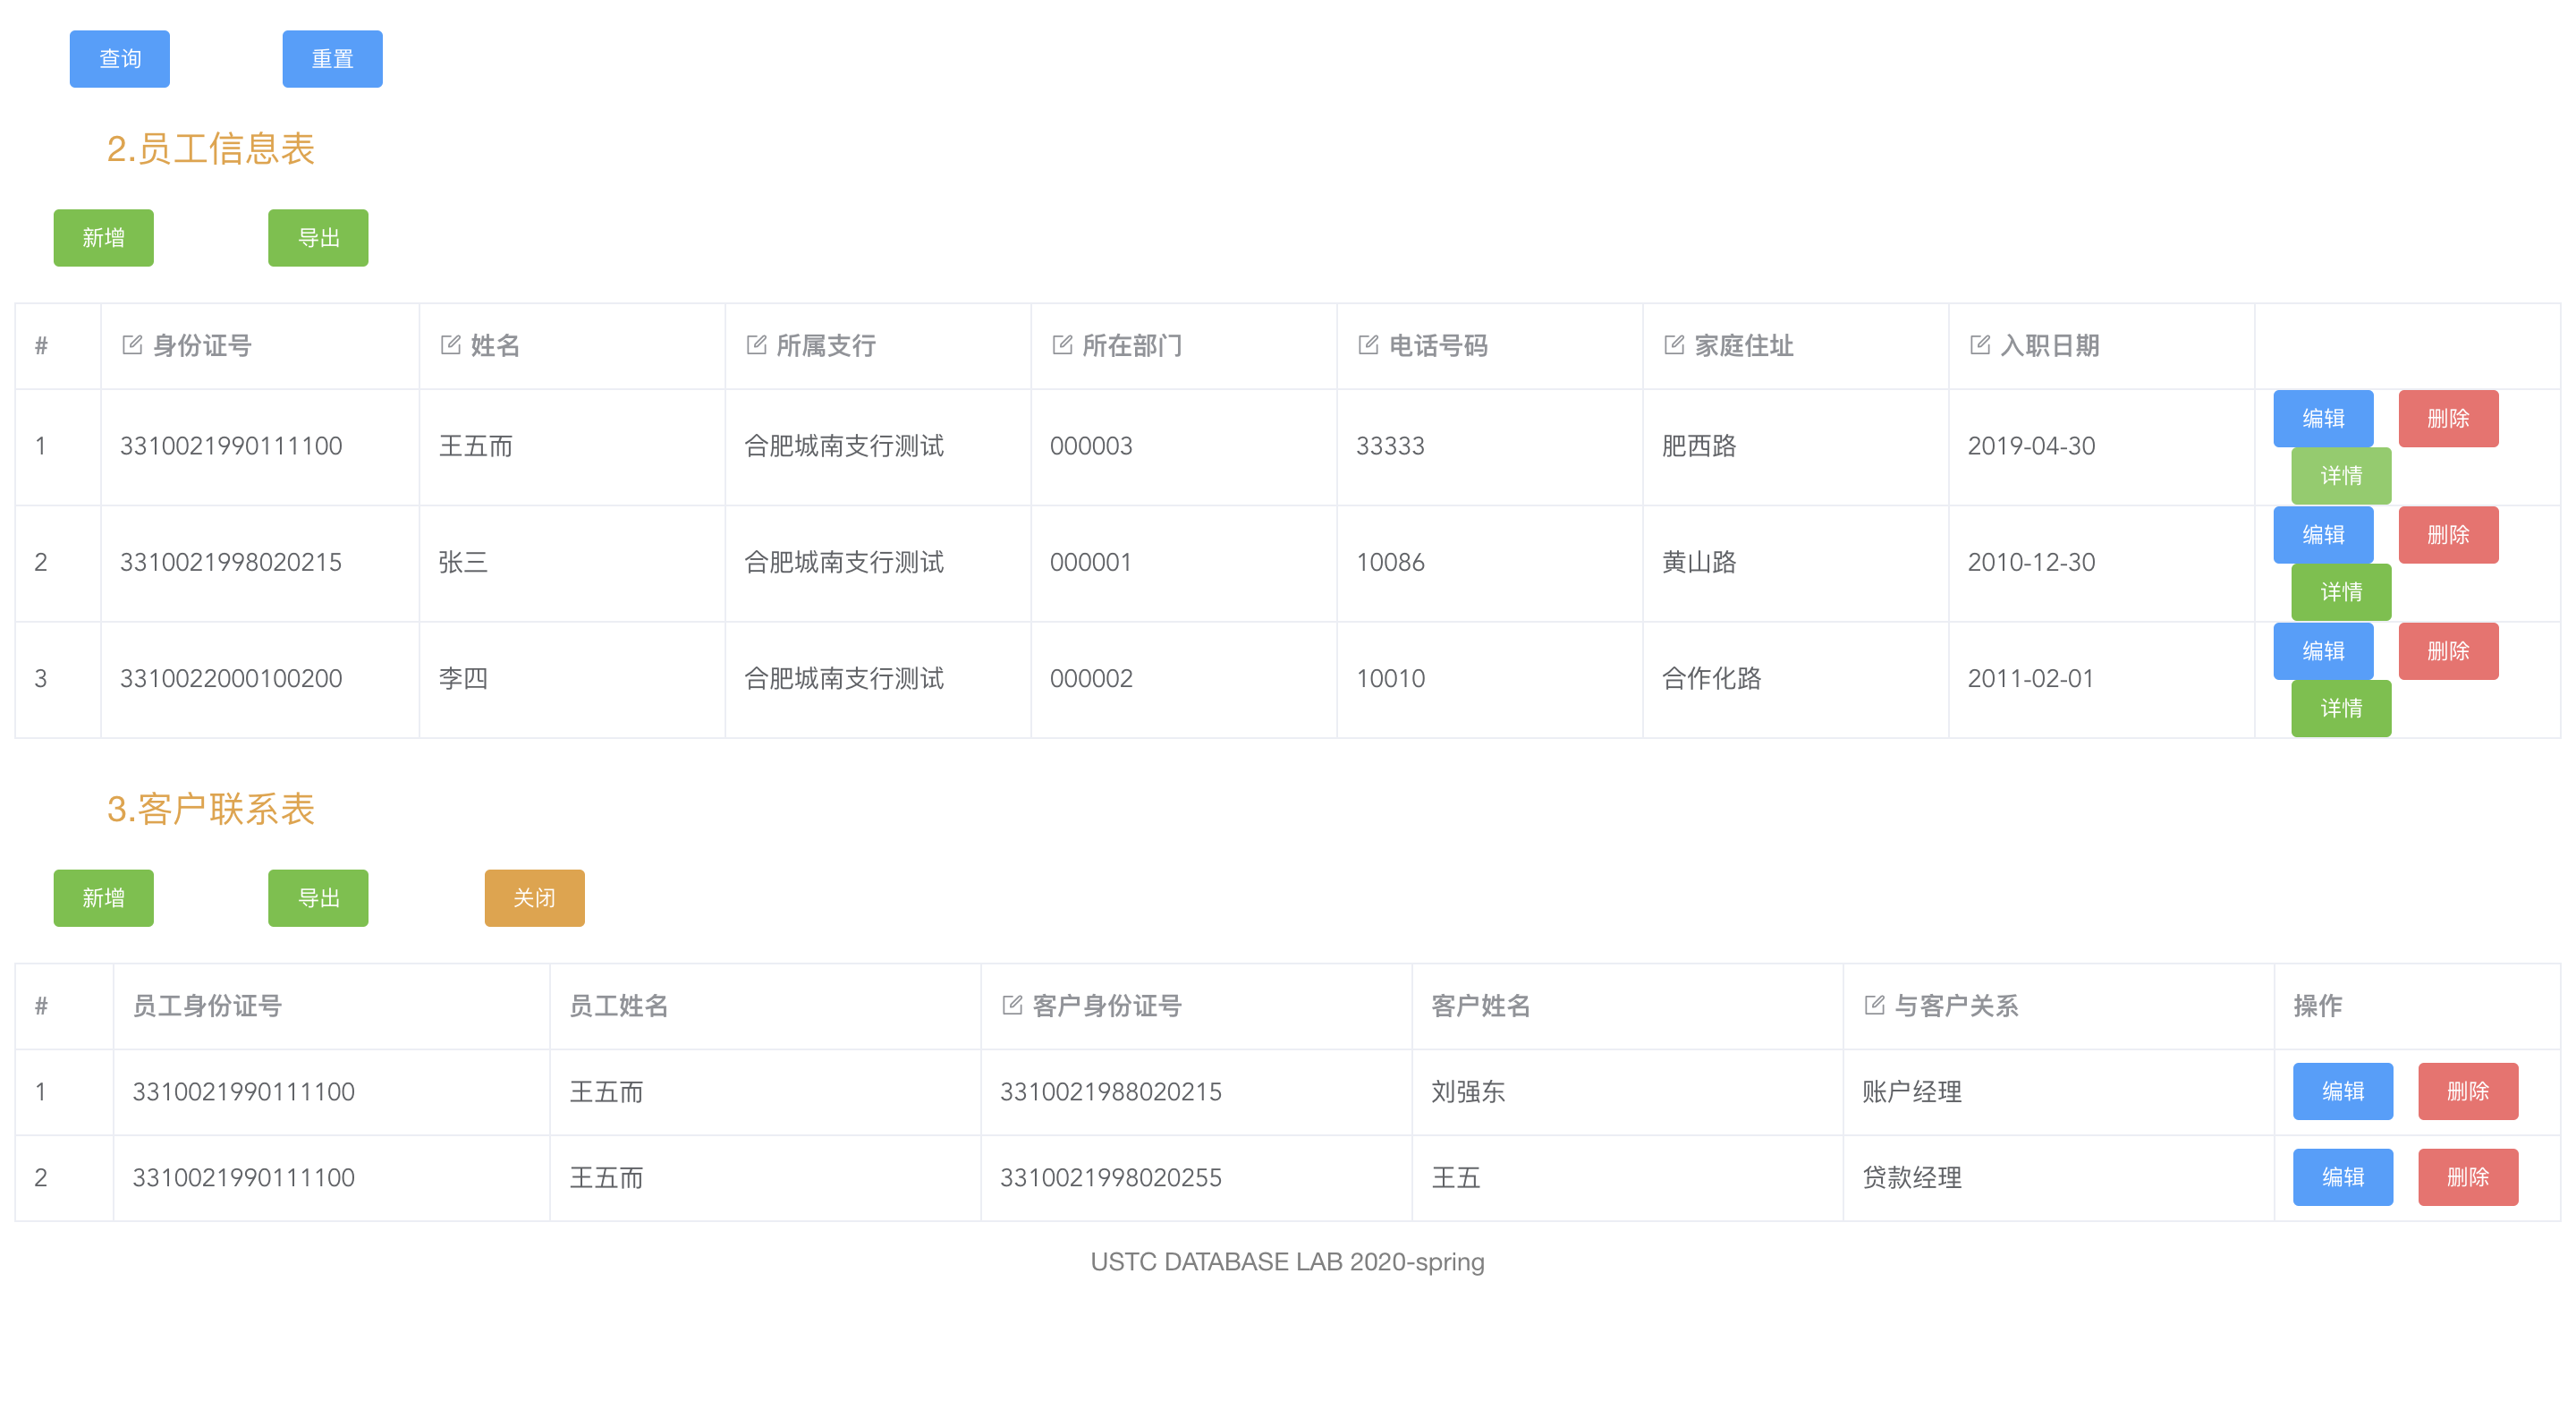 查询 重置
2.员工信息表
新增 导出
# 身份证号 姓名 所属支行 所在部门 电话号码 家庭住址 入职日期
1 3310021990111100 王五而 合肥城南支行测试 000003 33333 肥西路 2019-04-30 编辑 删除
详情
2 3310021998020215 张三 合肥城南支行测试 000001 10086 黄山路 2010-12-30 编辑 删除
详情
3 3310022000100200 李四 合肥城南支行测试 000002 10010 合作化路 2011-02-01 编辑 删除
详情
3.客户联系表
新增 导出 关闭
# 员工身份证号 员工姓名 客户身份证号 客户姓名 与客户关系 操作
1 3310021990111100 王五而 3310021988020215 刘强东 账户经理 编辑 删除
2 3310021990111100 王五而 3310021998020255 王五 贷款经理 编辑 删除
USTC DATABASE LAB 2020-spring